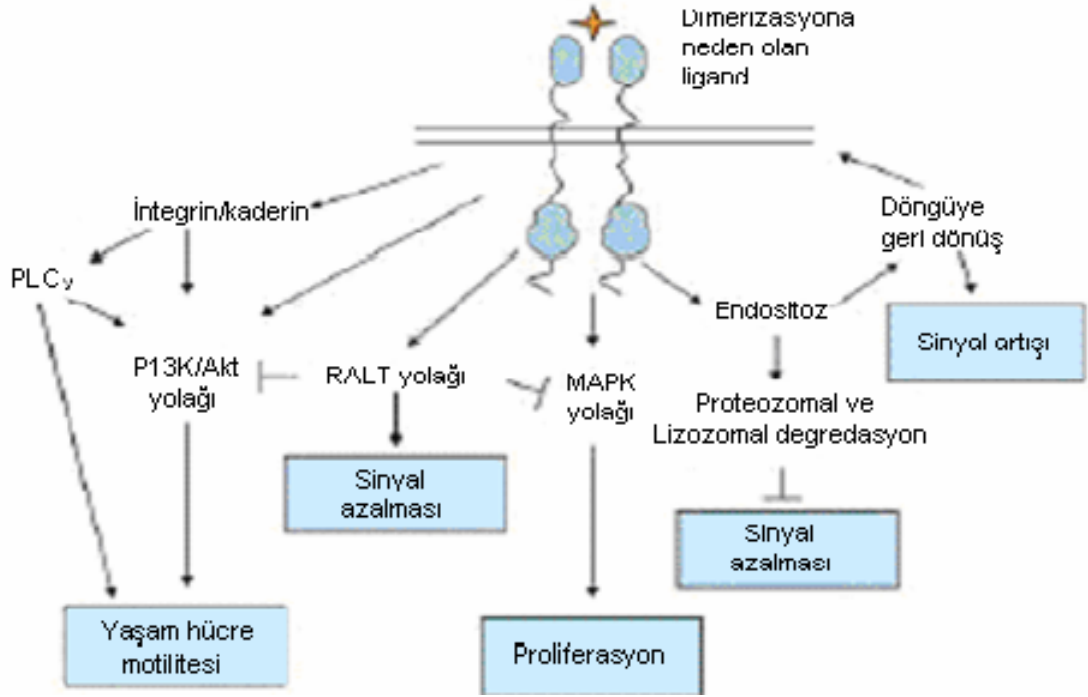 Dimerizasyona
neden olan
ligand
İntegrin/kaderin
Döngüye
geri dönüş
PLCγ
Endositoz
Sinyal artışı
P13K/Akt
yolağı
RALT yolağı
MAPK
yolağı
Proteozomal ve
Lizozomal degredasyon
Sinyal
azalması
Sinyal
azalması
Yaşam hücre
motilitesi
Proliferasyon